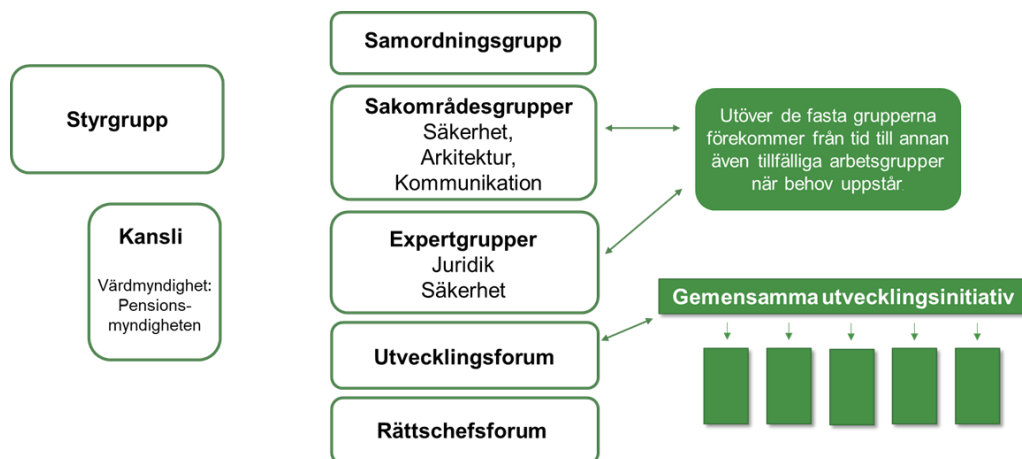 Styrgrupp
Kansli
Värdmyndighet:
Pensions-
myndigheten
Samordningsgrupp
Sakområdesgrupper
Säkerhet,
Arkitektur,
Kommunikation
Expertgrupper
Juridik
Säkerhet
Utvecklingsforum
Rättschefsforum
Utöver de fasta grupperna
förekommer från tid till annan
även tillfälliga arbetsgrupper
när behov uppstår
Gemensamma utvecklingsinitiativ